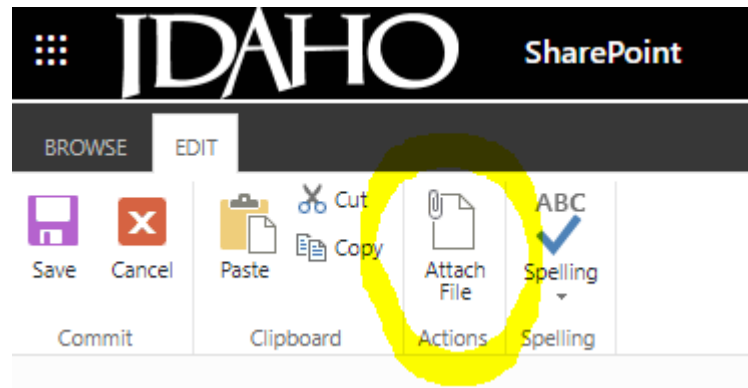 IDAHO SharePoint
BROWSE EDIT
Save Cancel Paste Cut Copy Attach File ABC Spelling
Commit Clipboard Actions Spelling